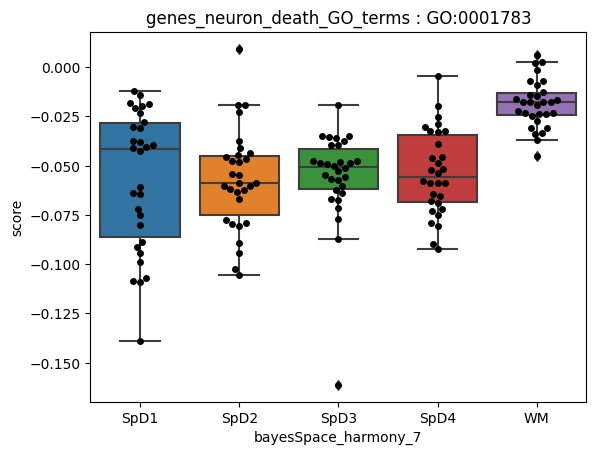 genes_neuron_death_GO_terms : GO:0001783
0.000
−0.025
−0.050
−0.075
−0.100
−0.125
−0.150
score
SpD1 SpD2 SpD3 SpD4 WM
bayesSpace_harmony_7